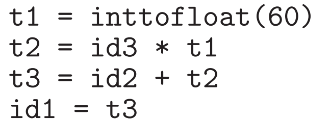 t1 = inttofloat(60)
t2 = id3 * t1
t3 = id2 + t2
id1 = t3